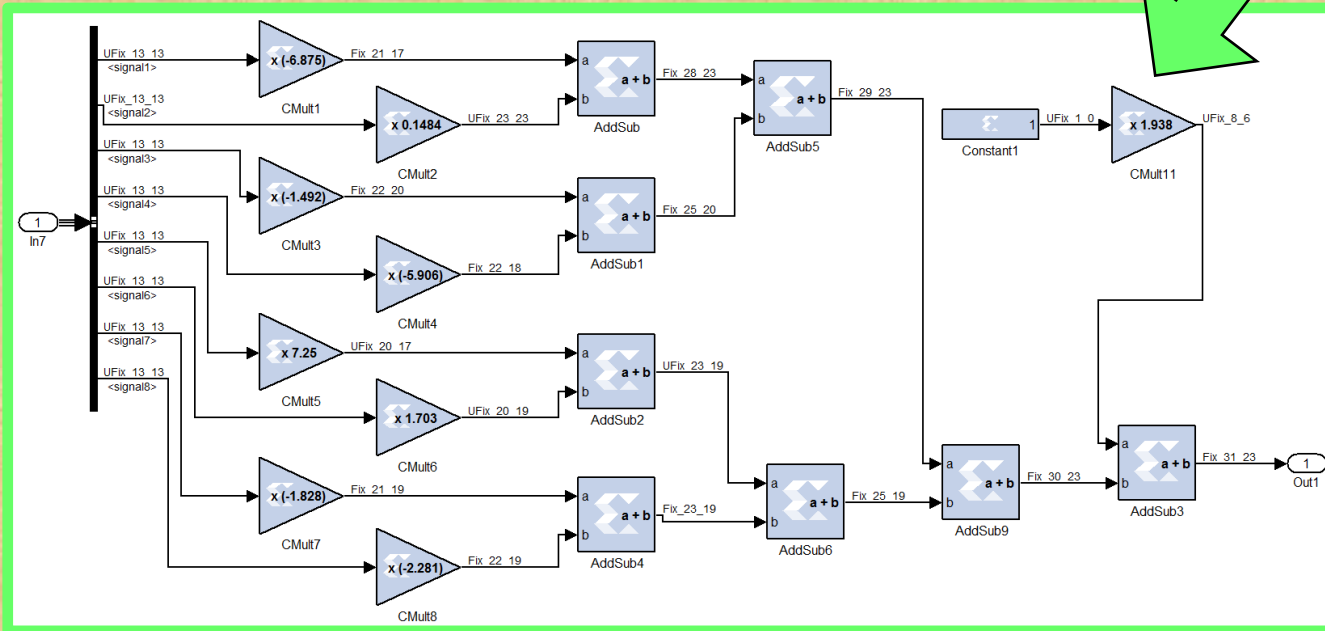 UFix_13_13
<signal1>
x (-6.875)
CMult1
Fix_21_17
UFix_13_13
<signal2>
x 0.1484
CMult2
UFix_23_23
a
b
a + b
AddSub
Fix_28_23
a
b
a + b
AddSub5
Fix_29_23
1
Constant1
UFix_1_0
x 1.938
CMult11
UFix_8_6
UFix_13_13
<signal3>
x (-1.492)
CMult3
Fix_22_20
UFix_13_13
<signal4>
x (-5.906)
CMult4
Fix_22_18
a
b
a + b
AddSub1
Fix_25_20
1
In7
UFix_13_13
<signal5>
x 7.25
CMult5
UFix_20_17
UFix_13_13
<signal6>
x 1.703
CMult6
UFix_20_19
a
b
a + b
AddSub2
UFix_23_19
UFix_13_13
<signal7>
x (-1.828)
CMult7
Fix_21_19
UFix_13_13
<signal8>
x (-2.281)
CMult8
Fix_22_19
a
b
a + b
AddSub4
Fix_23_19
a
b
a + b
AddSub6
Fix_25_19
a
b
a + b
AddSub9
Fix_30_23
a
b
a + b
AddSub3
Fix_31_23
1
Out1